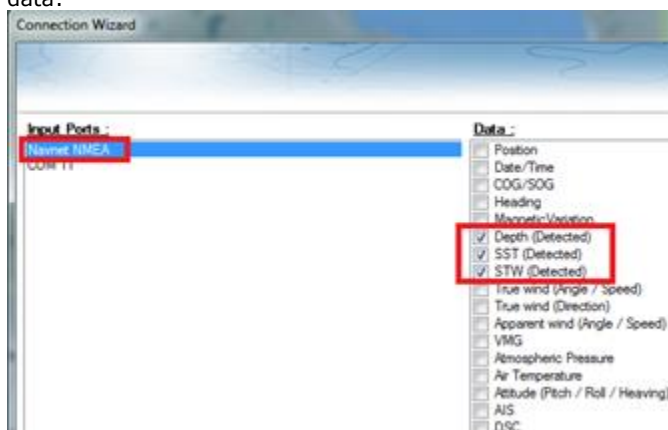 data.
Connection Wizard
Input Ports :
Navnet NMEA
COM 11
Data :
Position
Date/Time
COG/SOG
Heading
Magnetic Variation
Depth (Detected)
SST (Detected)
STW (Detected)
True wind (Angle / Speed)
True wind (Direction)
Apparent wind (Angle / Speed)
VMG
Atmospheric Pressure
Air Temperature
Attitude (Pitch / Roll / Heaving)
AIS
DSC